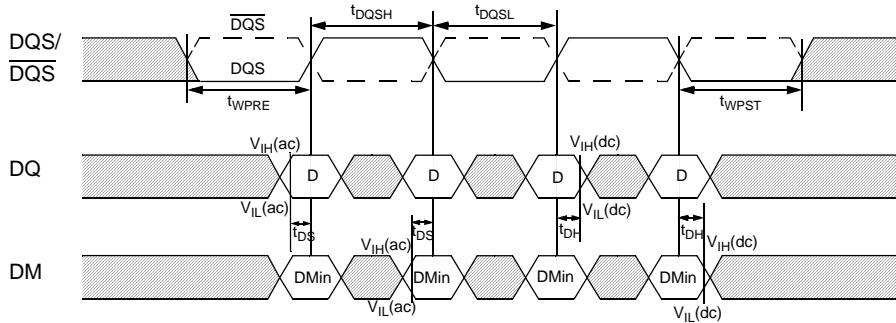 DQS/
DQS
DQS
DQS
tDQSH
tDQSL
tWPRE
tWPST
DQ
VIH(ac)
VIL(ac)
D
D
D
D
VIH(dc)
VIL(dc)
tDS
tDS
tDH
tDH
DM
VIH(ac)
VIL(ac)
DMin
DMin
DMin
DMin
VIH(dc)
VIL(dc)